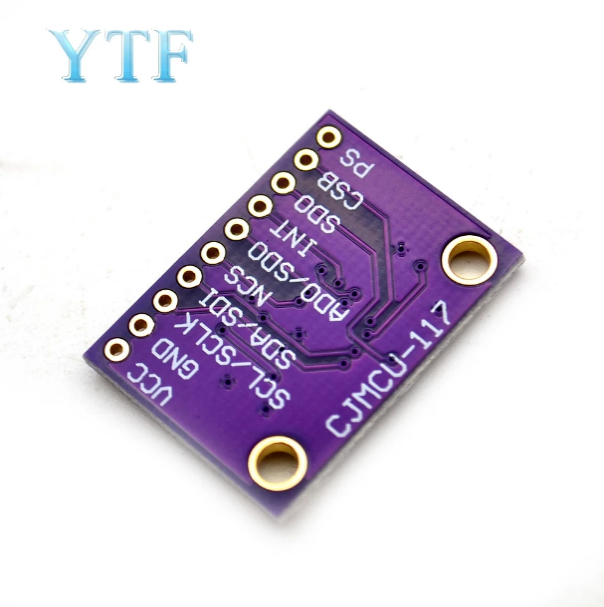 YTF
PS
CSB
SDO
INT
ADO/SDO
NCS
SDA/SDI
SCL/SCLK
GND
VCC
CJMCU-117